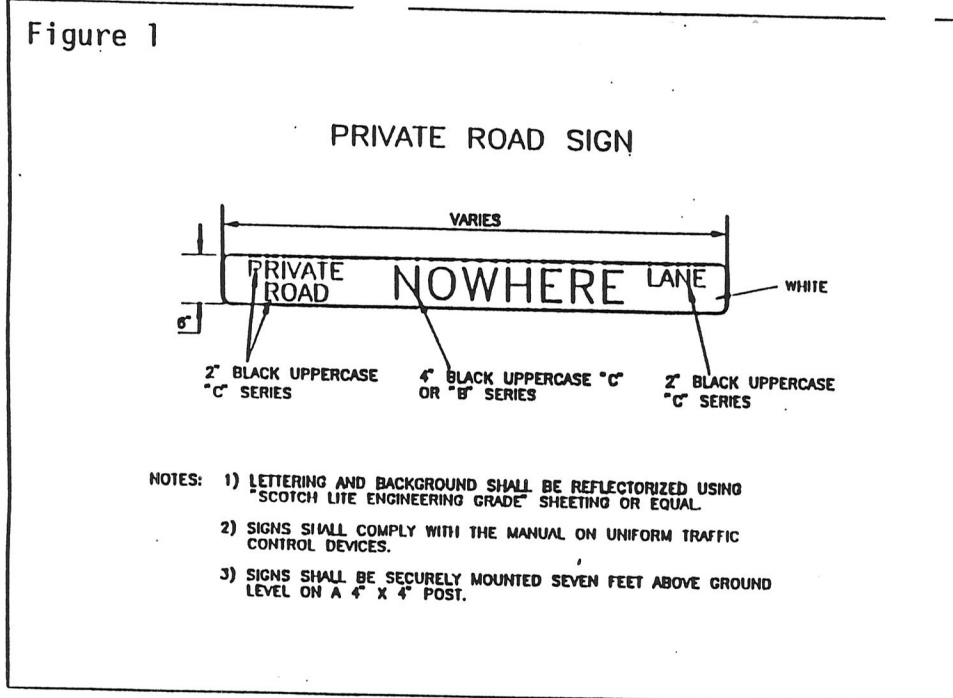 Figure 1
PRIVATE ROAD SIGN
VARIES
PRIVATE
ROAD
NOWHERE
LANE
WHITE
6"
2" BLACK UPPERCASE
"C" SERIES
4" BLACK UPPERCASE "C"
OR "B" SERIES
2" BLACK UPPERCASE
"C" SERIES
NOTES: 1) LETTERING AND BACKGROUND SHALL BE REFLECTORIZED USING
"SCOTCH LITE ENGINEERING GRADE" SHEETING OR EQUAL.
2) SIGNS SHALL COMPLY WITH THE MANUAL ON UNIFORM TRAFFIC
CONTROL DEVICES.
3) SIGNS SHALL BE SECURELY MOUNTED SEVEN FEET ABOVE GROUND
LEVEL ON A 4" X 4" POST.